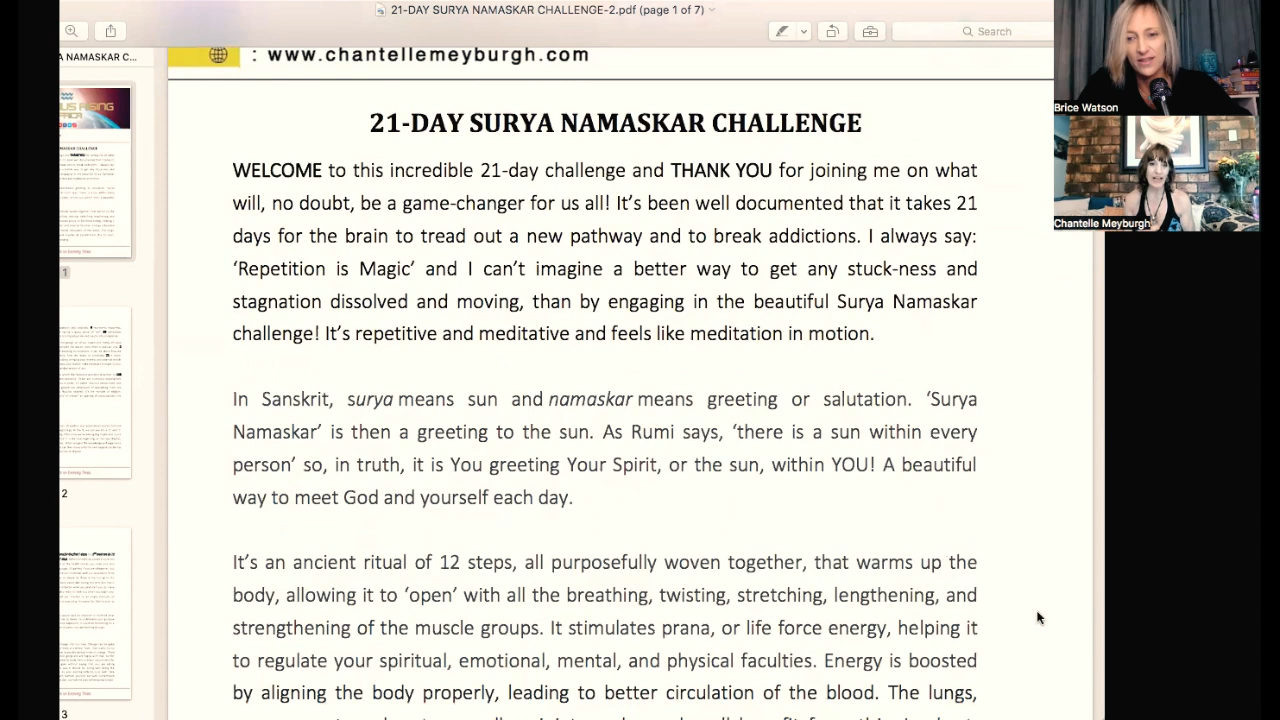 21-DAY SURYA NAMASKAR CHALLENGE-2.pdf (page 1 of 7)
Search
A NAMASKAR C...
: www.chantellemeyburgh.com
Brice Watson
Chantelle Meyburgh
21-DAY SURYA NAMASKAR CHALLENGE
WELCOME to this incredible 21-day challenge and THANK YOU for joining me on what
will, no doubt, be a game-changer for us all! It’s been well documented that it takes 21
days for the brain to tread out a new pathway and to break addictions. I always say:
‘Repetition is Magic’ and I can’t imagine a better way to get any stuck-ness and
stagnation dissolved and moving, than by engaging in the beautiful Surya Namaskar
challenge! It’s repetitive and meditative and feels like meditation in motion.
In Sanskrit, surya means sun and namaskar means greeting or salutation. ‘Surya
Namaskar’ is than a greeting to the sun. As Rumi says, ‘there is a sun within every
person’ so, in truth, it is You greeting Your Spirit, or the sun, within YOU! A beautiful
way to meet God and yourself each day.
It’s an ancient ritual of 12 steps all purposefully woven together, that warms up the
body, allowing it to ‘open’ with all the breathing, twisting, stretching, lengthening, and
strengthening of the muscle groups. It stimulates prana, or life force energy, helping it
to regulate your spiritual, emotional, mental, and physical faculties. Energy is boosted
by aligning the body properly leading to better circulation of the blood. The lungs,
1
2
3